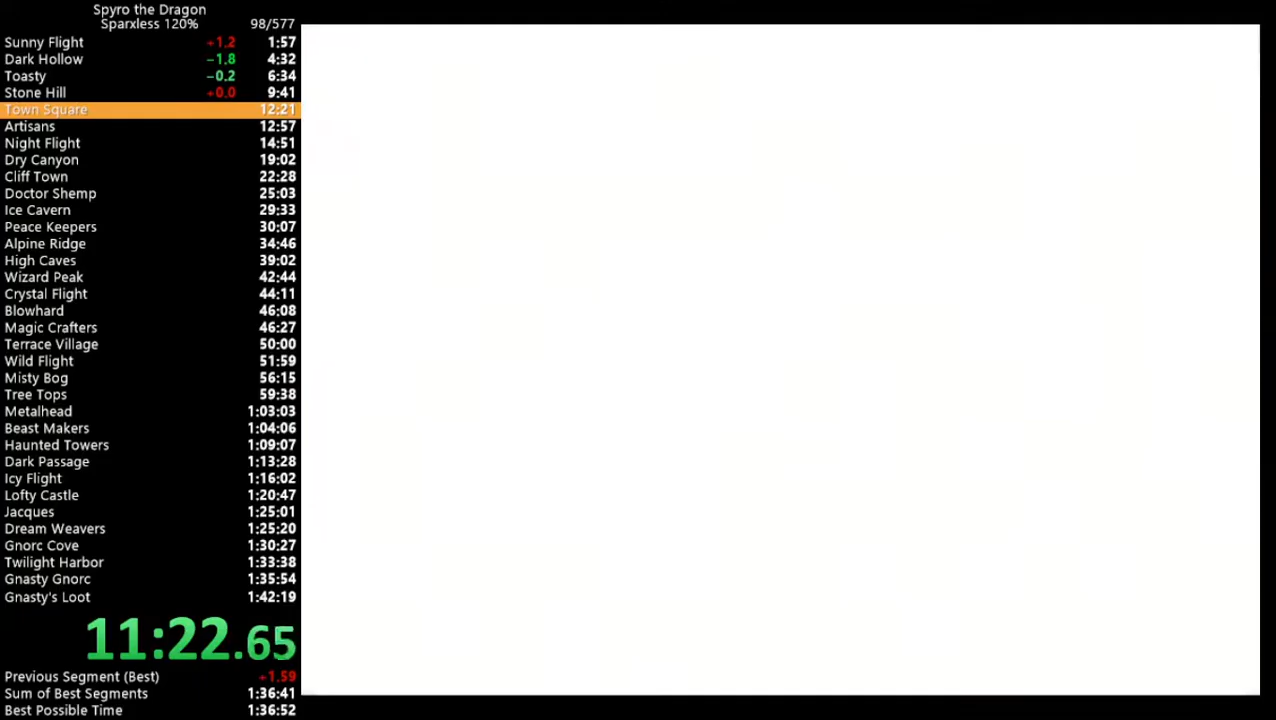 Spyro the Dragon
Sparxless 120% 98/577
Sunny Flight +1.2 1:57
Dark Hollow −1.8 4:32
Toasty −0.2 6:34
Stone Hill +0.0 9:41
Town Square 12:21
Artisans 12:57
Night Flight 14:51
Dry Canyon 19:02
Cliff Town 22:28
Doctor Shemp 25:03
Ice Cavern 29:33
Peace Keepers 30:07
Alpine Ridge 34:46
High Caves 39:02
Wizard Peak 42:44
Crystal Flight 44:11
Blowhard 46:08
Magic Crafters 46:27
Terrace Village 50:00
Wild Flight 51:59
Misty Bog 56:15
Tree Tops 59:38
Metalhead 1:03:03
Beast Makers 1:04:06
Haunted Towers 1:09:07
Dark Passage 1:13:28
Icy Flight 1:16:02
Lofty Castle 1:20:47
Jacques 1:25:01
Dream Weavers 1:25:20
Gnorc Cove 1:30:27
Twilight Harbor 1:33:38
Gnasty Gnorc 1:35:54
Gnasty's Loot 1:42:19
11:22.65
Previous Segment (Best) +1.59
Sum of Best Segments 1:36:41
Best Possible Time 1:36:52